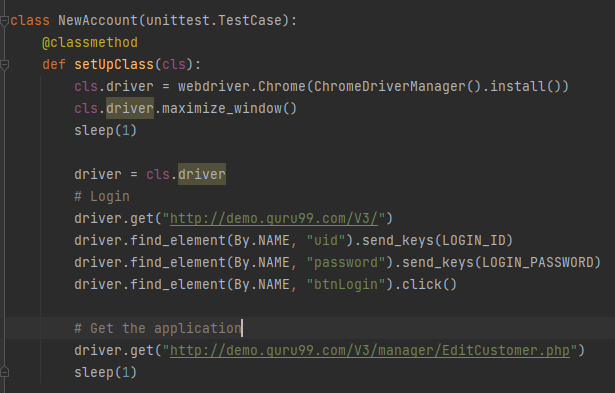 class NewAccount(unittest.TestCase):
@classmethod
def setUpClass(cls):
cls.driver = webdriver.Chrome(ChromeDriverManager().install())
cls.driver.maximize_window()
sleep(1)
driver = cls.driver
# Login
driver.get("http://demo.guru99.com/V3/")
driver.find_element(By.NAME, "uid").send_keys(LOGIN_ID)
driver.find_element(By.NAME, "password").send_keys(LOGIN_PASSWORD)
driver.find_element(By.NAME, "btnLogin").click()
# Get the application
driver.get("http://demo.guru99.com/V3/manager/EditCustomer.php")
sleep(1)